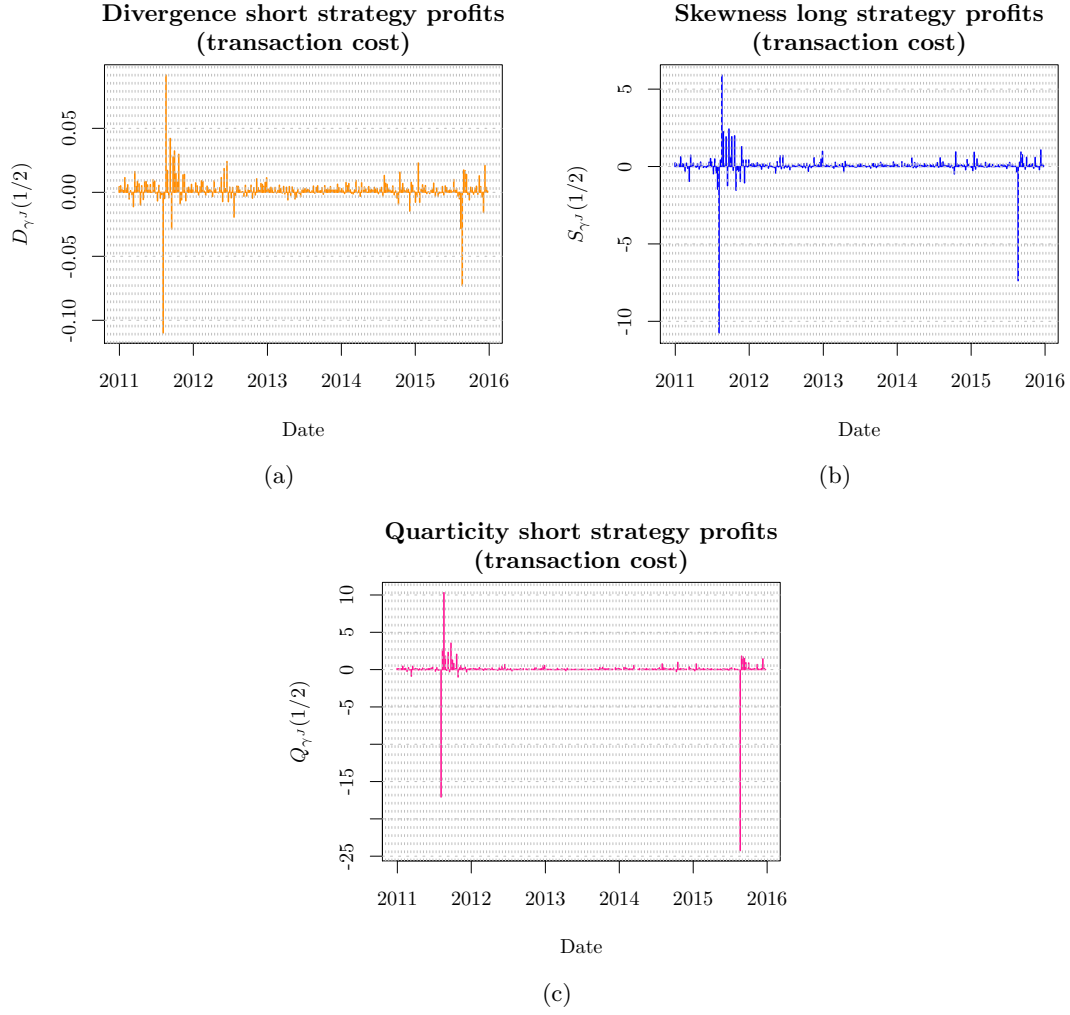 Divergence short strategy profits
(transaction cost)
D_{γ^J}(1/2)
0.05
0.00
-0.05
-0.10
2011 2012 2013 2014 2015 2016
Date
(a)
Skewness long strategy profits
(transaction cost)
S_{γ^J}(1/2)
5
0
-5
-10
2011 2012 2013 2014 2015 2016
Date
(b)
Quarticity short strategy profits
(transaction cost)
Q_{γ^J}(1/2)
10
5
0
-5
-15
-25
2011 2012 2013 2014 2015 2016
Date
(c)